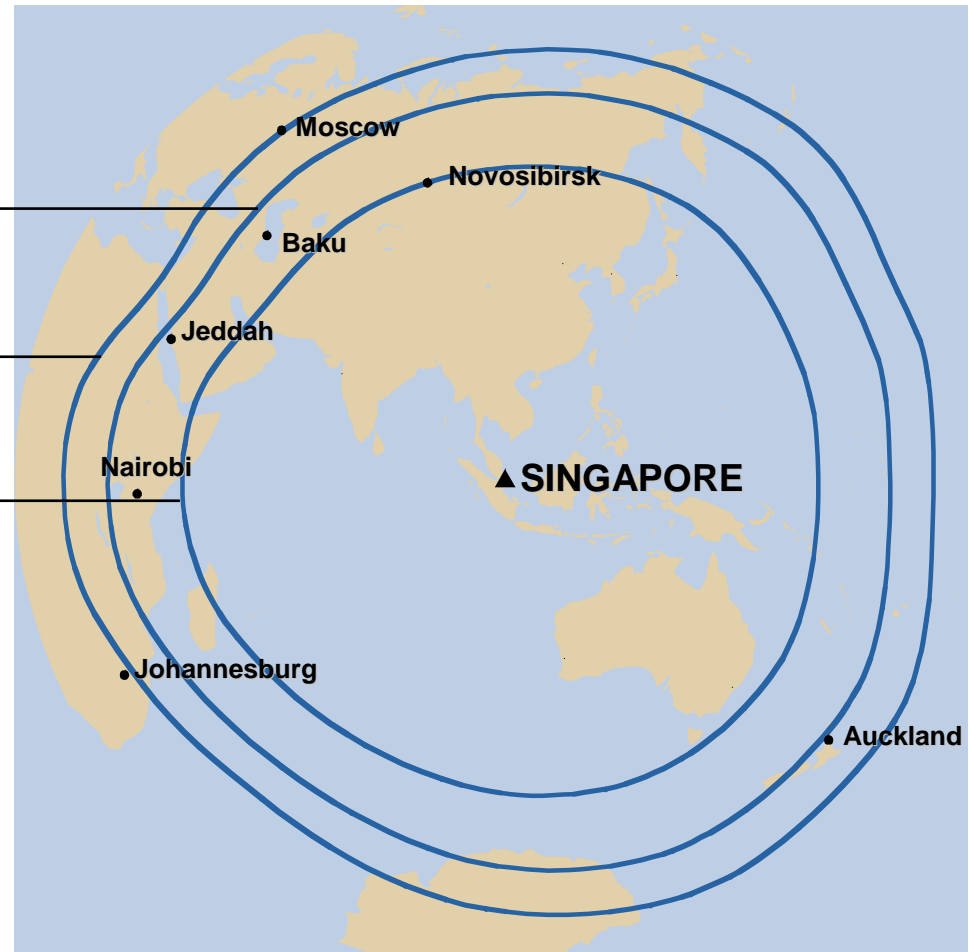 Moscow
Novosibirsk
Baku
Jeddah
Nairobi
SINGAPORE
Johannesburg
Auckland